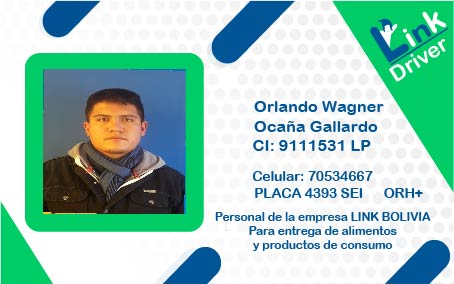 Link
Driver
Orlando Wagner
Ocaña Gallardo
CI: 9111531 LP
Celular: 70534667
PLACA 4393 SEI ORH+
Personal de la empresa LINK BOLIVIA
Para entrega de alimentos
y productos de consumo